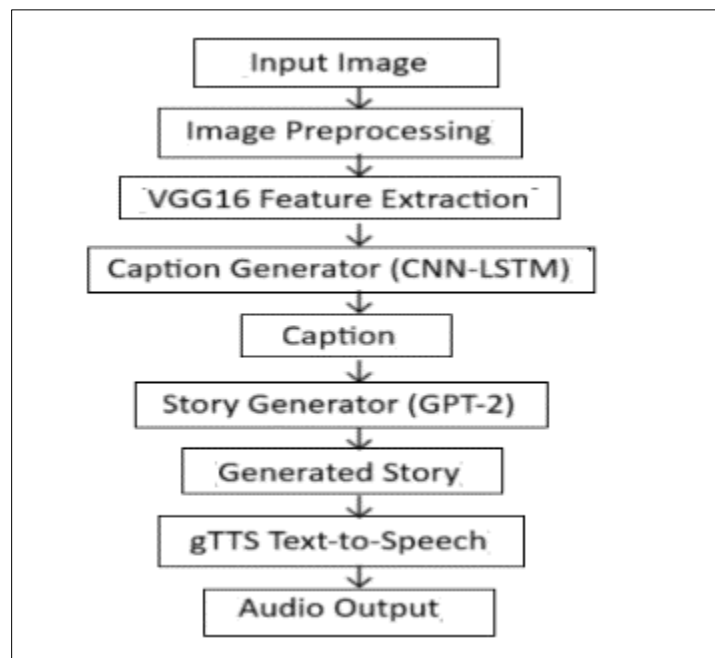 Input Image
Image Preprocessing
VGG16 Feature Extraction
Caption Generator (CNN-LSTM)
Caption
Story Generator (GPT-2)
Generated Story
gTTS Text-to-Speech
Audio Output